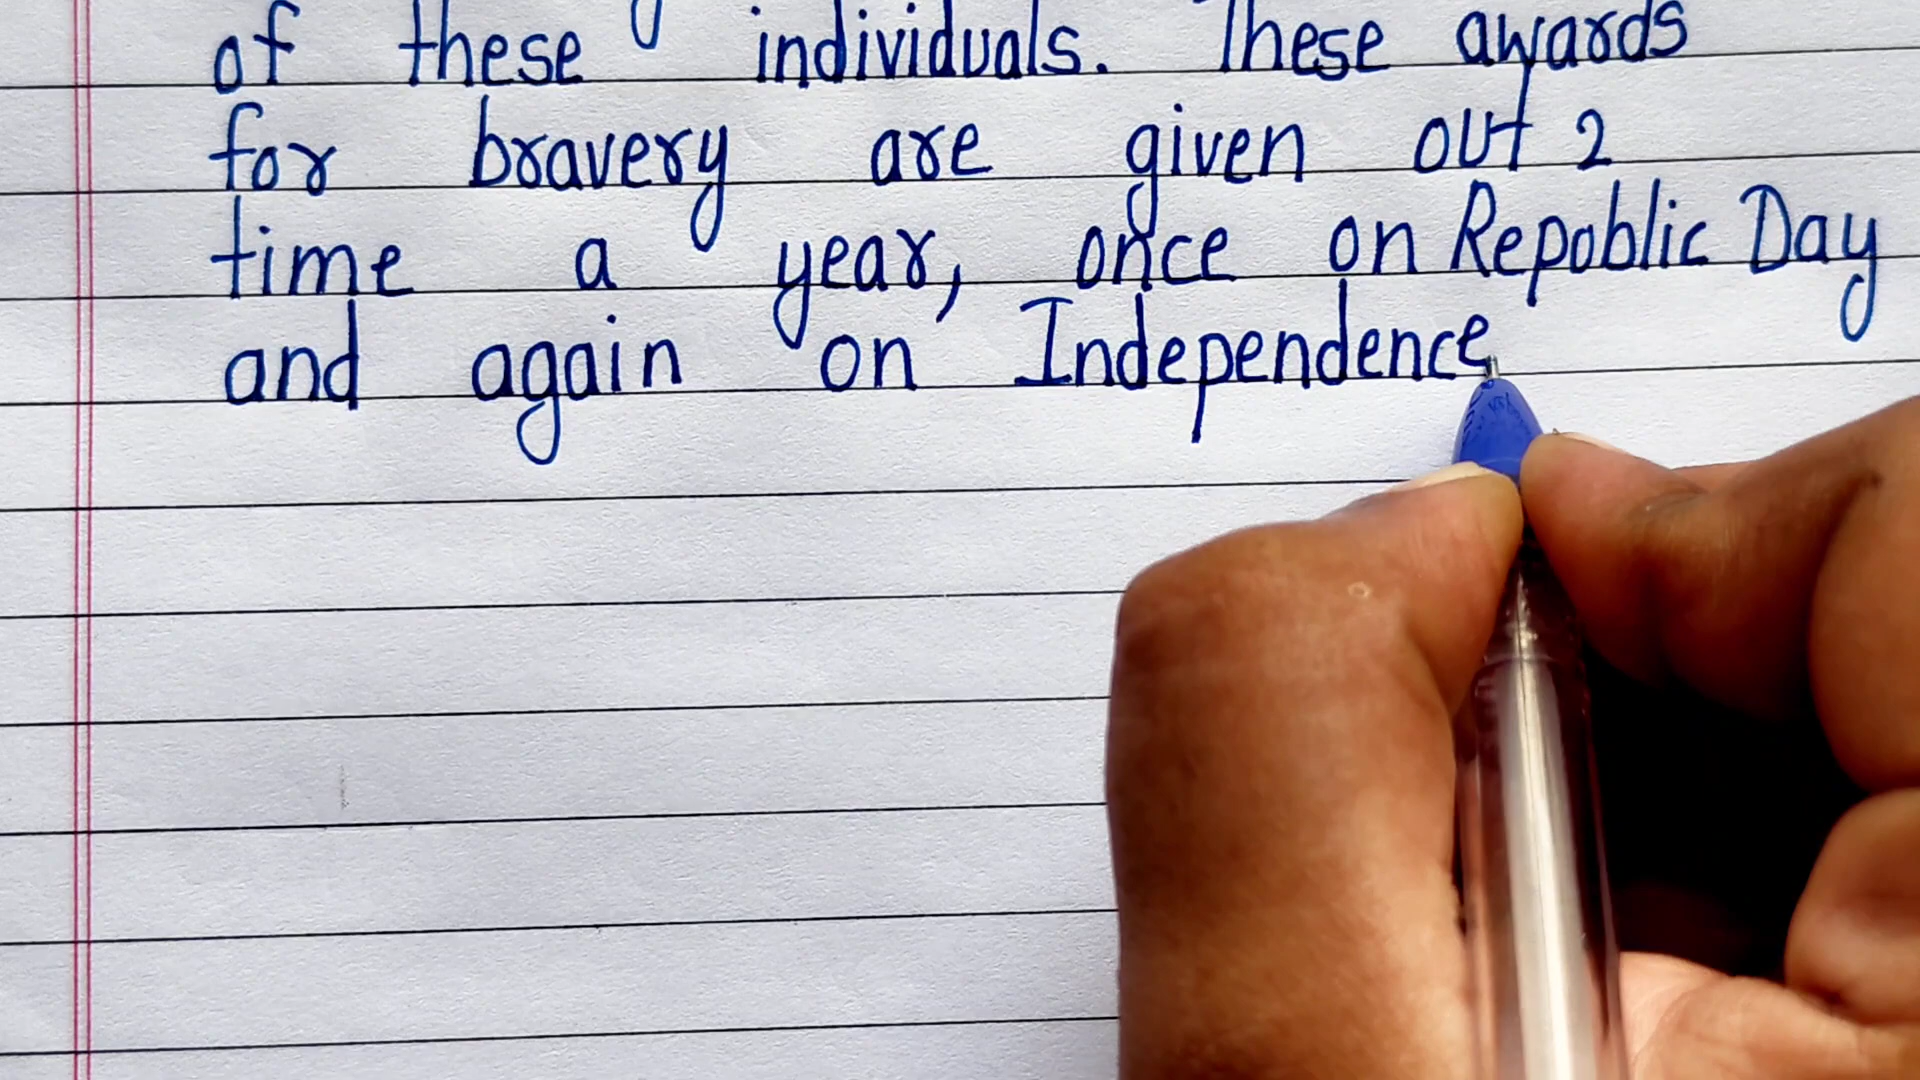 of these individuals. These awards
for bravery are given out 2
time a year, once on Repoblic Day
and again on Independence